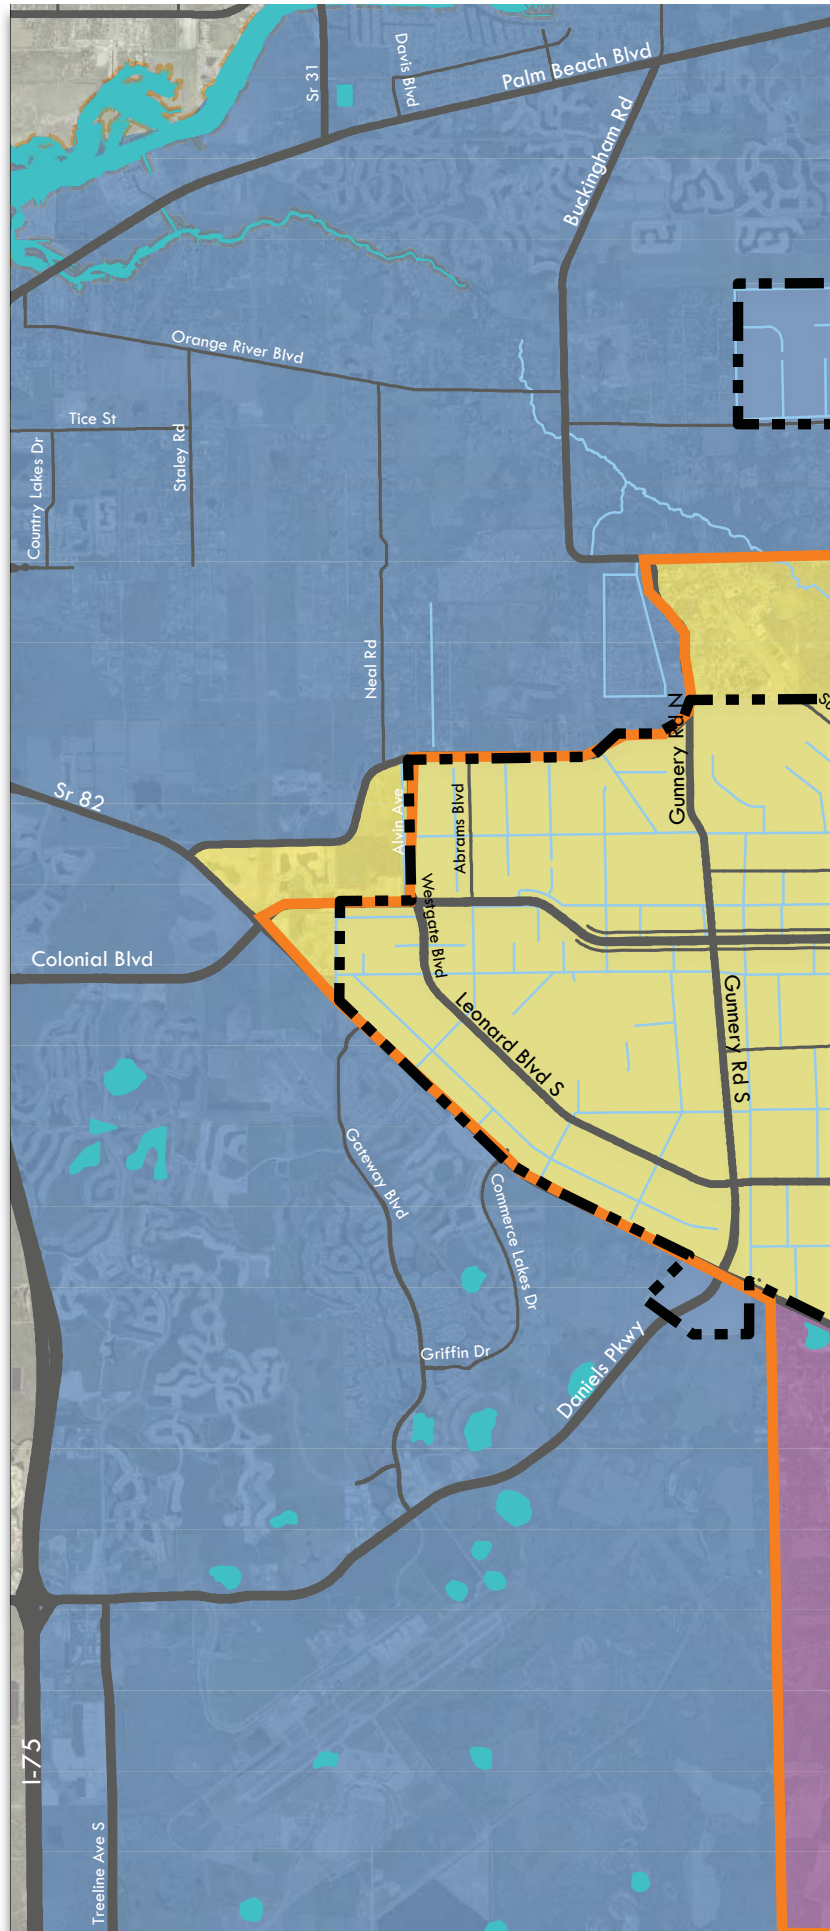 Sr 31
Davis Blvd
Palm Beach Blvd
Buckingham Rd
Orange River Blvd
Tice St
Staley Rd
Country Lakes Dr
Neal Rd
Gunnery Rd N
Sr 82
Alvin Ave
Abrams Blvd
Westgate Blvd
Colonial Blvd
Leonard Blvd S
Gunnery Rd S
Gateway Blvd
Commerce Lakes Dr
Griffin Dr
Daniels Pkwy
I-75
Treeline Ave S